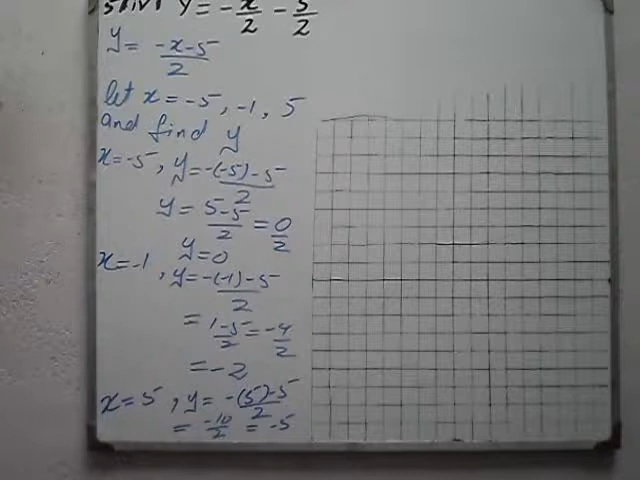 y = -x/2 - 5/2
y = (-x-5)/2
let x = -5, -1, 5
and find y
x = -5, y = (-(-5)-5)/2
y = (5-5)/2 = 0/2
y = 0
x = -1, y = (-(-1)-5)/2
= (1-5)/2 = -4/2
= -2
x = 5, y = (-(5)-5)/2
= -10/2 = -5